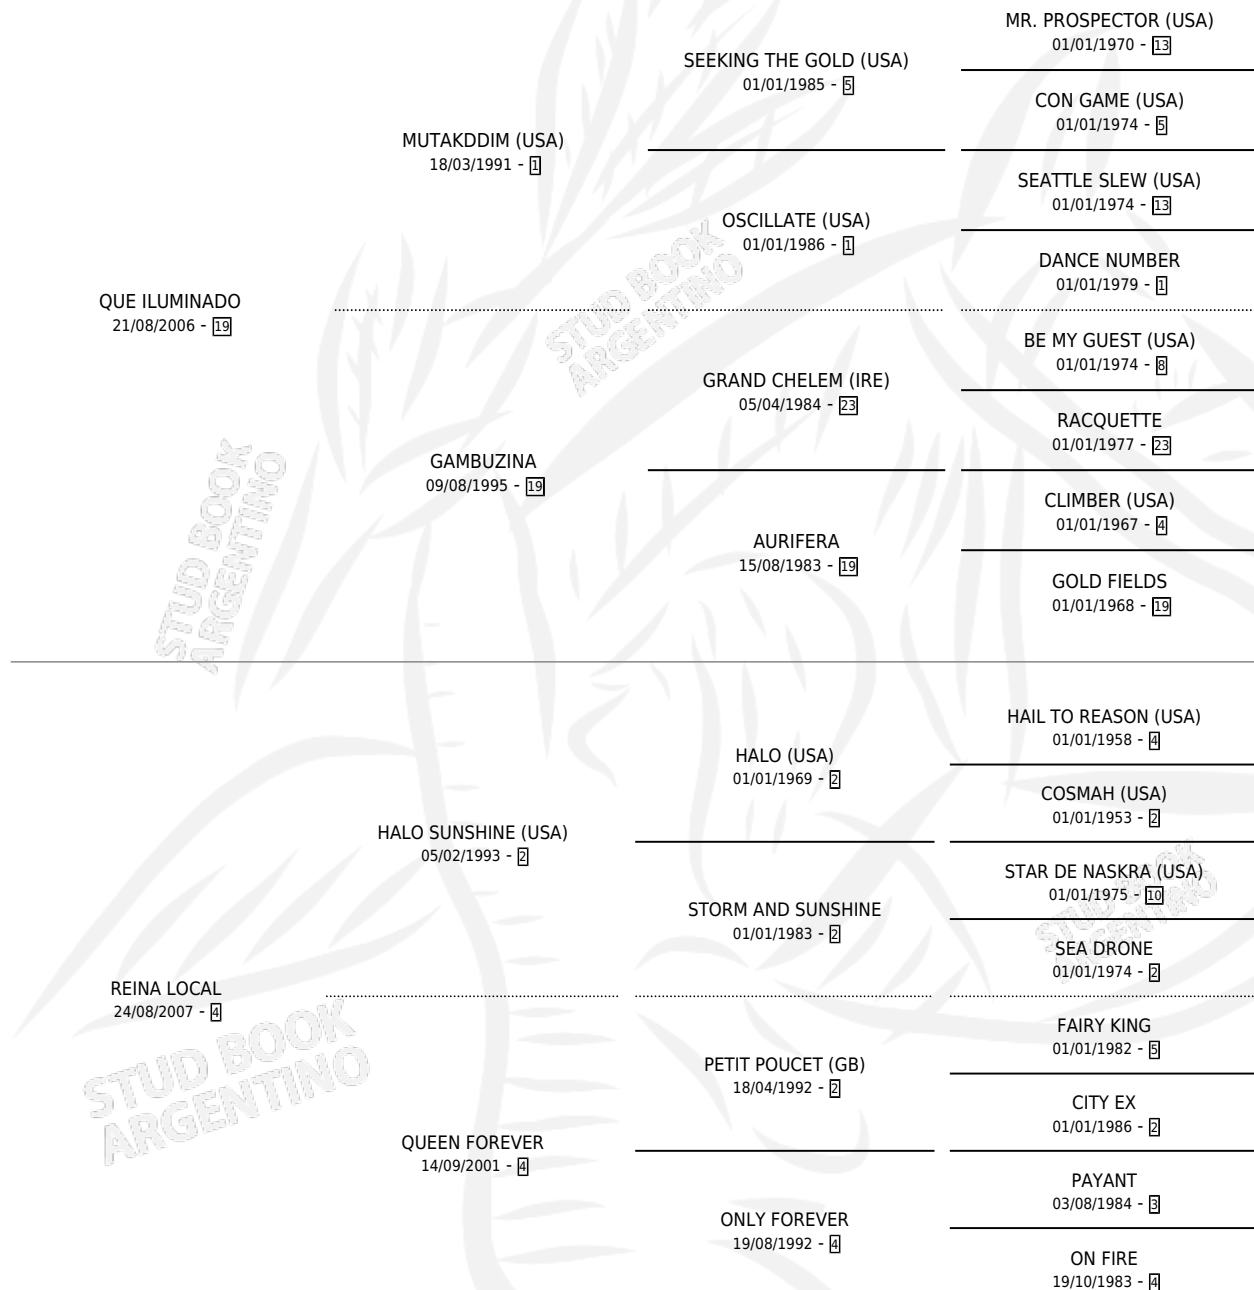 MR. PROSPECTOR (USA)
01/01/1970 - 13
SEEKING THE GOLD (USA)
01/01/1985 - 5
CON GAME (USA)
01/01/1974 - 5
MUTAKDDIM (USA)
18/03/1991 - 1
SEATTLE SLEW (USA)
01/01/1974 - 13
OSCILLATE (USA)
01/01/1986 - 1
DANCE NUMBER
01/01/1979 - 1
QUE ILUMINADO
21/08/2006 - 19
BE MY GUEST (USA)
01/01/1974 - 8
GRAND CHELEM (IRE)
05/04/1984 - 23
RACQUETTE
01/01/1977 - 23
GAMBUZINA
09/08/1995 - 19
CLIMBER (USA)
01/01/1967 - 4
AURIFERA
15/08/1983 - 19
GOLD FIELDS
01/01/1968 - 19
STUD BOOK
ARGENTINO
STUD BOOK
ARGENTINO
HAIL TO REASON (USA)
01/01/1958 - 4
HALO (USA)
01/01/1969 - 2
COSMAH (USA)
01/01/1953 - 2
HALO SUNSHINE (USA)
05/02/1993 - 2
STAR DE NASKRA (USA)
01/01/1975 - 10
STORM AND SUNSHINE
01/01/1983 - 2
SEA DRONE
01/01/1974 - 2
REINA LOCAL
24/08/2007 - 4
FAIRY KING
01/01/1982 - 5
PETIT POUCET (GB)
18/04/1992 - 2
CITY EX
01/01/1986 - 2
QUEEN FOREVER
14/09/2001 - 4
PAYANT
03/08/1984 - 3
ONLY FOREVER
19/08/1992 - 4
ON FIRE
19/10/1983 - 4
STUD BOOK
ARGENTINO
STUD BOOK
ARGENTINO